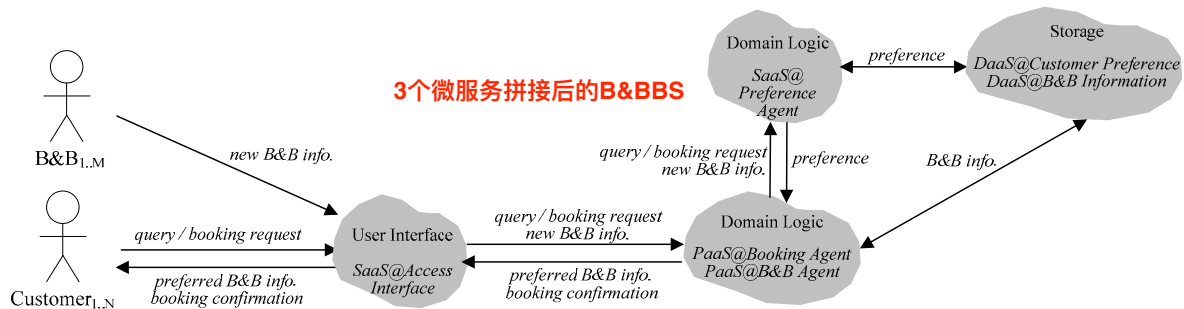 Domain Logic
SaaS@
Preference
Agent
preference
Storage
DaaS@Customer Preference
DaaS@B&B Information
3个微服务拼接后的B&BBS
B&B1..M
new B&B info.
query / booking request
new B&B info.
preference
B&B info.
Customer1..N
query / booking request
preferred B&B info.
booking confirmation
User Interface
SaaS@Access
Interface
query / booking request
new B&B info.
preferred B&B info.
booking confirmation
Domain Logic
PaaS@Booking Agent
PaaS@B&B Agent